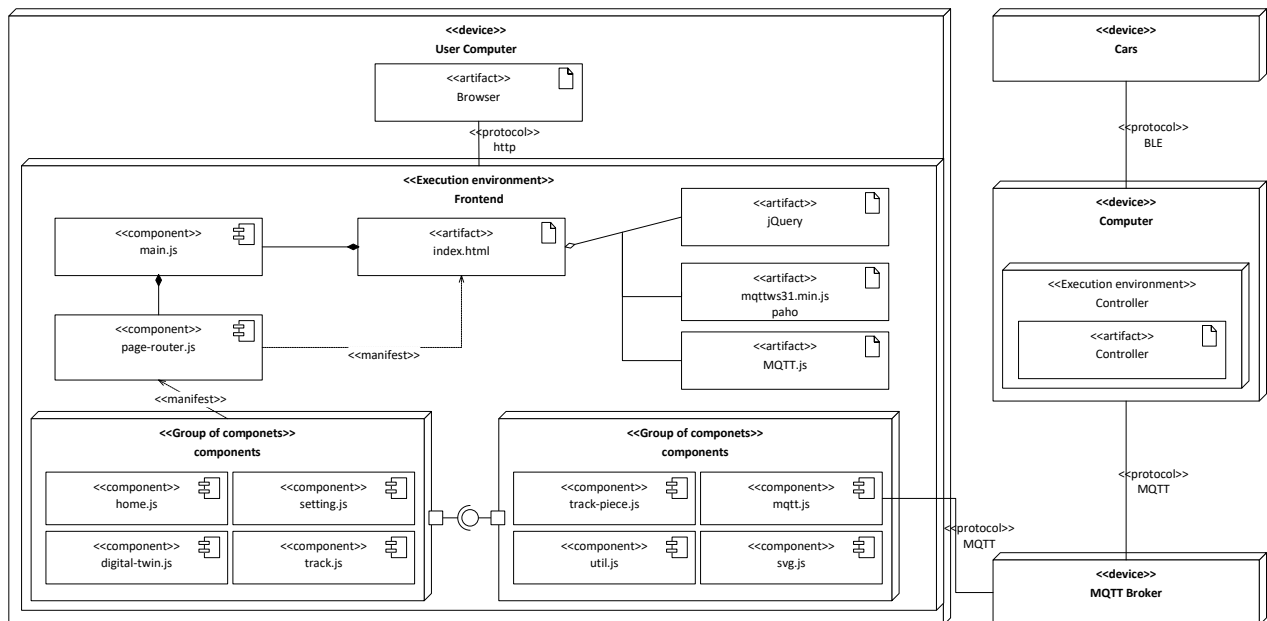 <<device>>
User Computer
<<artifact>>
Browser
<<protocol>>
http
<<Execution environment>>
Frontend
<<component>>
main.js
<<artifact>>
index.html
<<artifact>>
jQuery
<<artifact>>
mqttws31.min.js
paho
<<artifact>>
MQTT.js
<<component>>
page-router.js
<<manifest>>
<<manifest>>
<<Group of componets>>
components
<<component>>
home.js
<<component>>
setting.js
<<component>>
digital-twin.js
<<component>>
track.js
<<Group of componets>>
components
<<component>>
track-piece.js
<<component>>
mqtt.js
<<component>>
util.js
<<component>>
svg.js
<<protocol>>
MQTT
<<device>>
Cars
<<protocol>>
BLE
<<device>>
Computer
<<Execution environment>>
Controller
<<artifact>>
Controller
<<protocol>>
MQTT
<<device>>
MQTT Broker